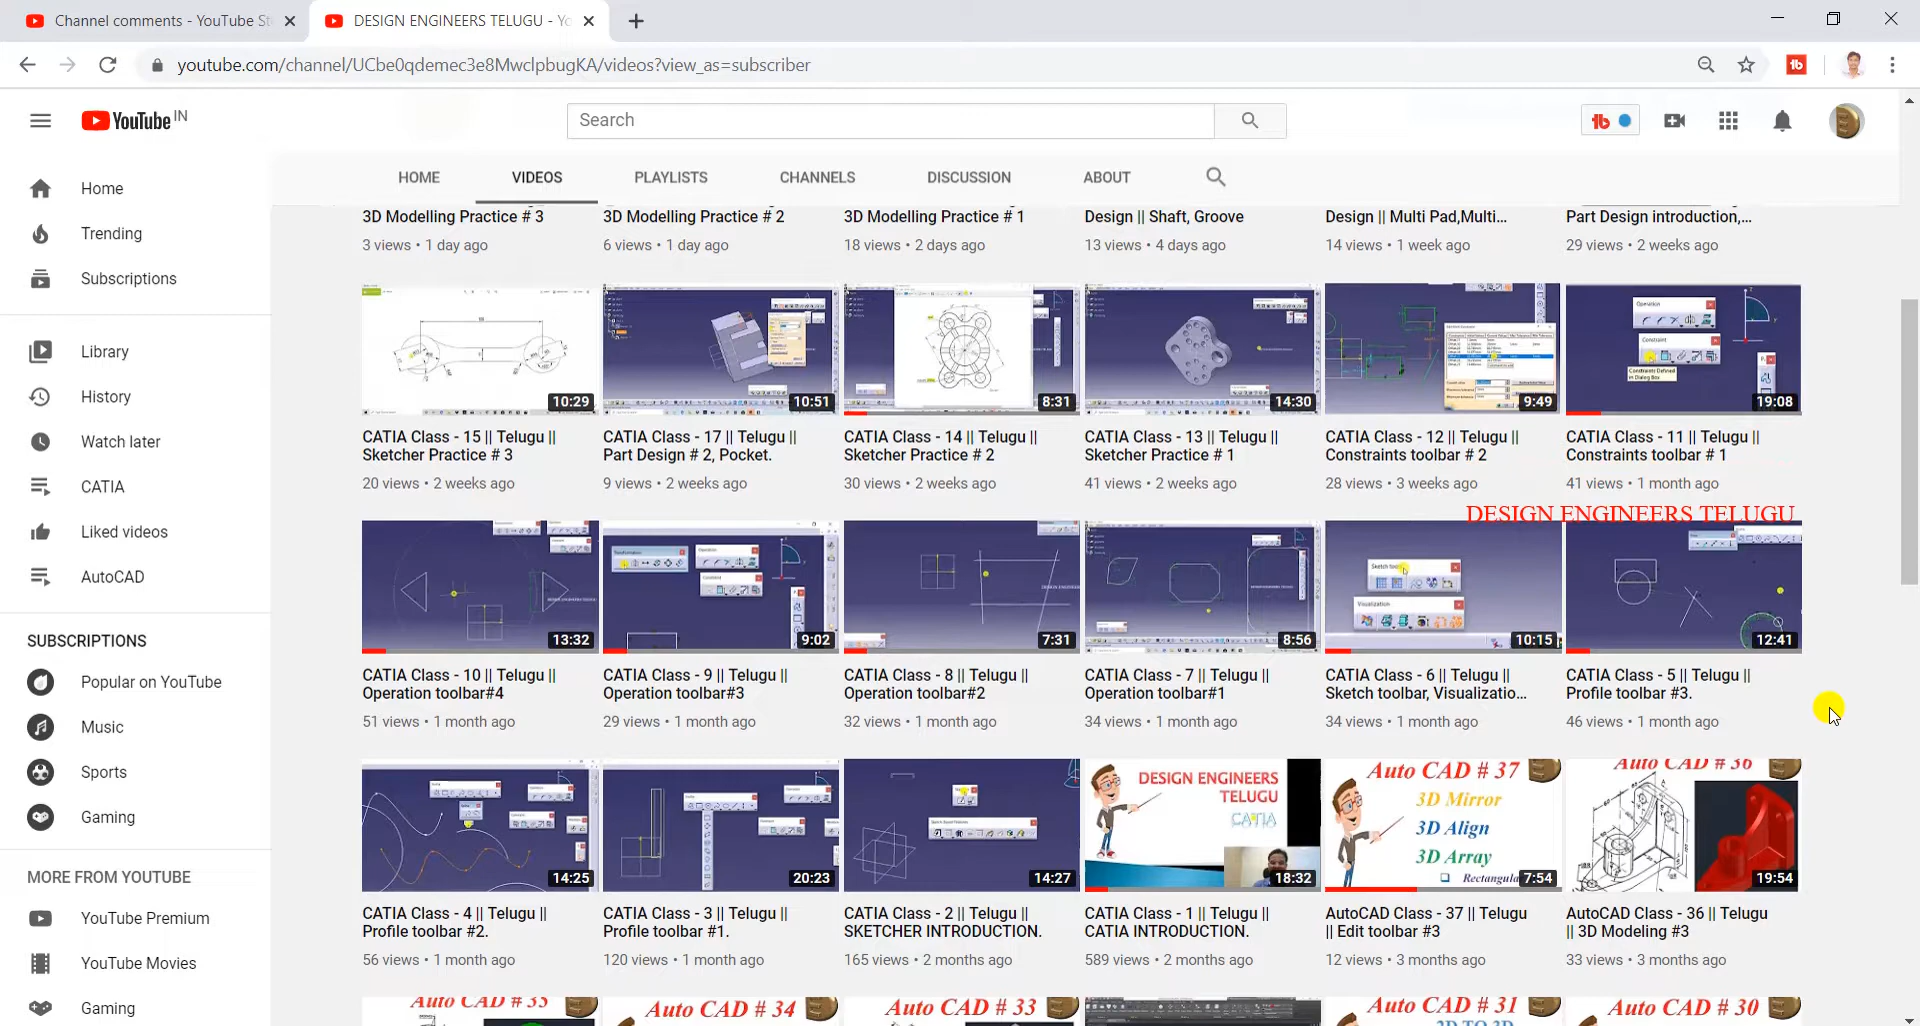 Channel comments - YouTube St
DESIGN ENGINEERS TELUGU - Yo
youtube.com/channel/UCbe0qdemec3e8MwclpbugKA/videos?view_as=subscriber
YouTube IN
Search
HOME VIDEOS PLAYLISTS CHANNELS DISCUSSION ABOUT
Home
Trending
Subscriptions
Library
History
Watch later
CATIA
Liked videos
AutoCAD
SUBSCRIPTIONS
Popular on YouTube
Music
Sports
Gaming
MORE FROM YOUTUBE
YouTube Premium
YouTube Movies
Gaming
3D Modelling Practice # 3
3 views • 1 day ago
3D Modelling Practice # 2
6 views • 1 day ago
3D Modelling Practice # 1
18 views • 2 days ago
Design || Shaft, Groove
13 views • 4 days ago
Design || Multi Pad,Multi...
14 views • 1 week ago
Part Design introduction,...
29 views • 2 weeks ago
10:29
CATIA Class - 15 || Telugu ||
Sketcher Practice # 3
20 views • 2 weeks ago
10:51
CATIA Class - 17 || Telugu ||
Part Design # 2, Pocket.
9 views • 2 weeks ago
8:31
CATIA Class - 14 || Telugu ||
Sketcher Practice # 2
30 views • 2 weeks ago
14:30
CATIA Class - 13 || Telugu ||
Sketcher Practice # 1
41 views • 2 weeks ago
9:49
CATIA Class - 12 || Telugu ||
Constraints toolbar # 2
28 views • 3 weeks ago
Operation
Constraint
Constraints Defined
in Dialog Box
19:08
CATIA Class - 11 || Telugu ||
Constraints toolbar # 1
41 views • 1 month ago
DESIGN ENGINEERS TELUGU
13:32
CATIA Class - 10 || Telugu ||
Operation toolbar#4
51 views • 1 month ago
9:02
CATIA Class - 9 || Telugu ||
Operation toolbar#3
29 views • 1 month ago
7:31
CATIA Class - 8 || Telugu ||
Operation toolbar#2
32 views • 1 month ago
8:56
CATIA Class - 7 || Telugu ||
Operation toolbar#1
34 views • 1 month ago
Visualization
10:15
CATIA Class - 6 || Telugu ||
Sketch toolbar, Visualizatio...
34 views • 1 month ago
12:41
CATIA Class - 5 || Telugu ||
Profile toolbar #3.
46 views • 1 month ago
14:25
CATIA Class - 4 || Telugu ||
Profile toolbar #2.
56 views • 1 month ago
20:23
CATIA Class - 3 || Telugu ||
Profile toolbar #1.
120 views • 1 month ago
14:27
CATIA Class - 2 || Telugu ||
SKETCHER INTRODUCTION.
165 views • 2 months ago
DESIGN ENGINEERS
TELUGU
CATIA
18:32
CATIA Class - 1 || Telugu ||
CATIA INTRODUCTION.
589 views • 2 months ago
Auto CAD # 37
3D Mirror
3D Align
3D Array
Rectangula
7:54
AutoCAD Class - 37 || Telugu
|| Edit toolbar #3
12 views • 3 months ago
Auto CAD # 36
19:54
AutoCAD Class - 36 || Telugu
|| 3D Modeling #3
33 views • 3 months ago
Auto CAD # 35
Auto CAD # 34
Auto CAD # 33
Auto CAD # 31
2D TO 3D
Auto CAD # 30